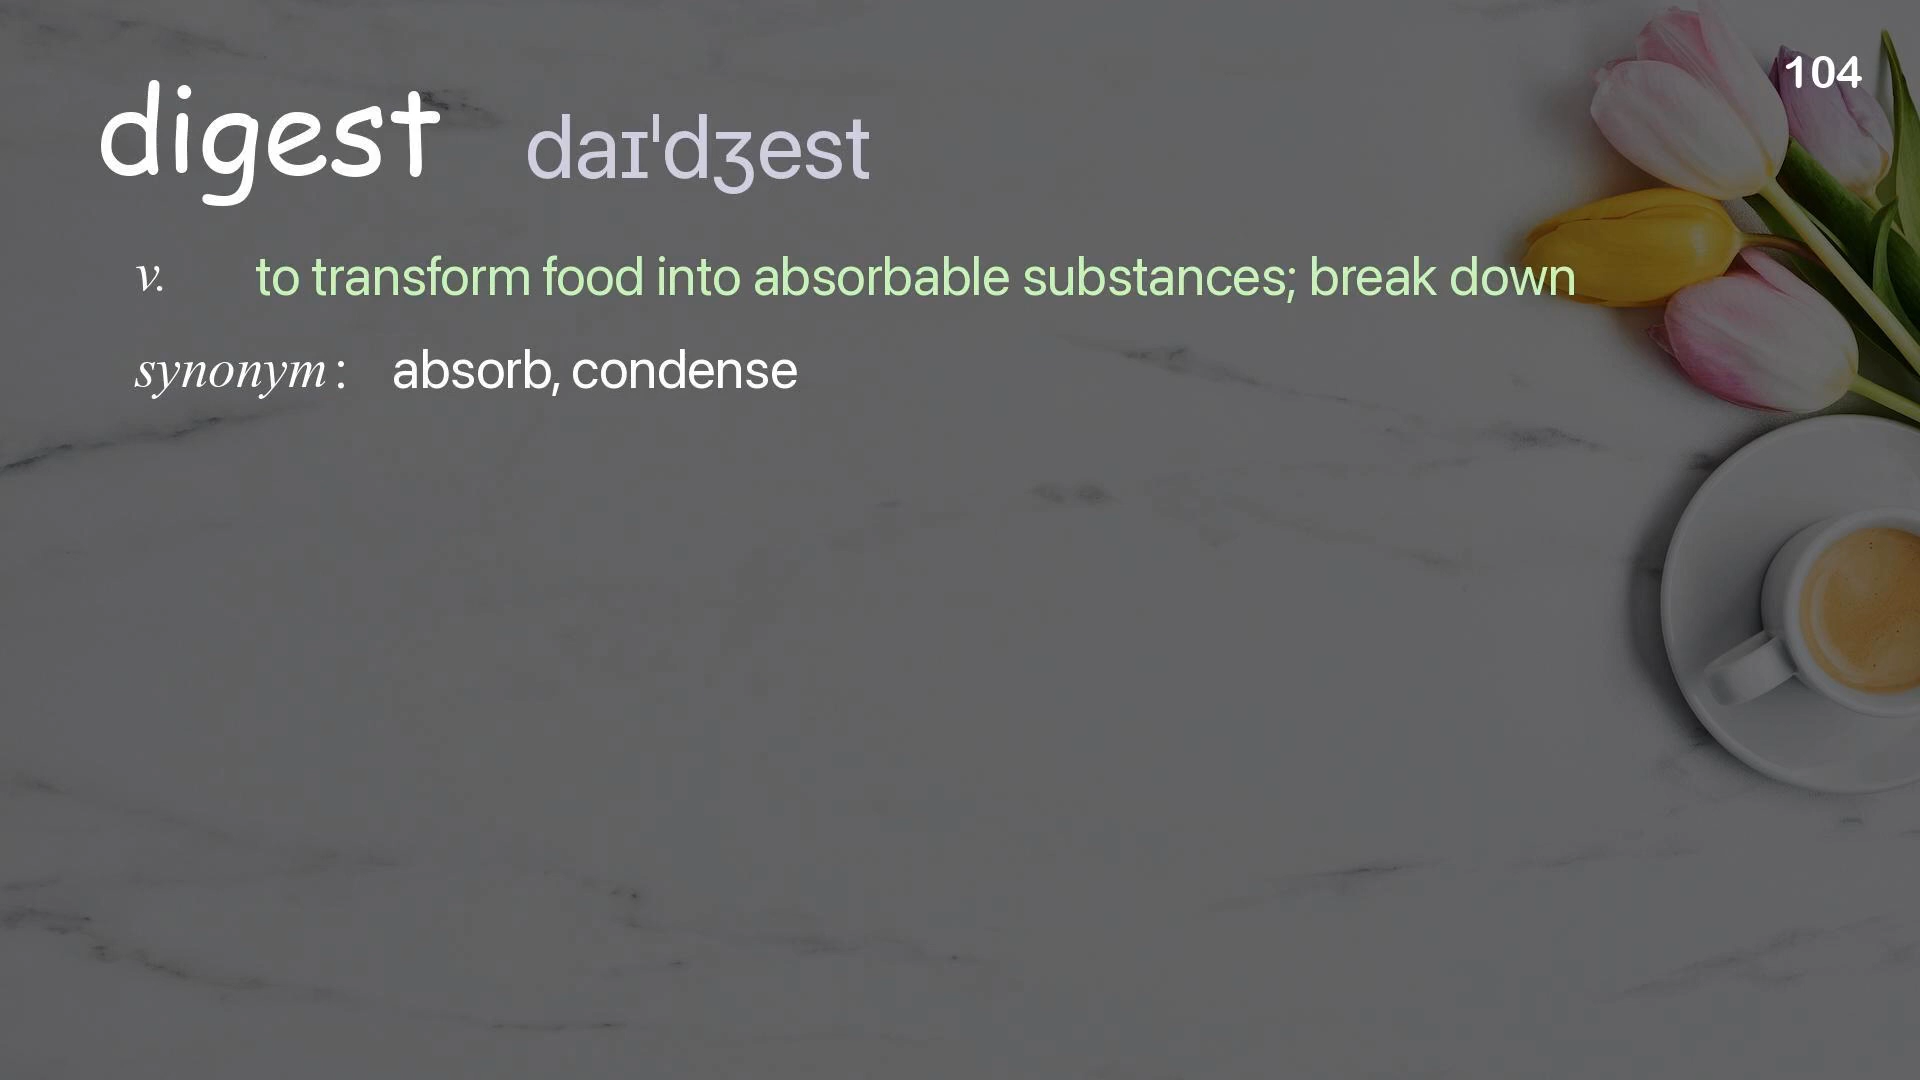 104
digest daɪˈdʒest
v. to transform food into absorbable substances; break down
synonym : absorb, condense